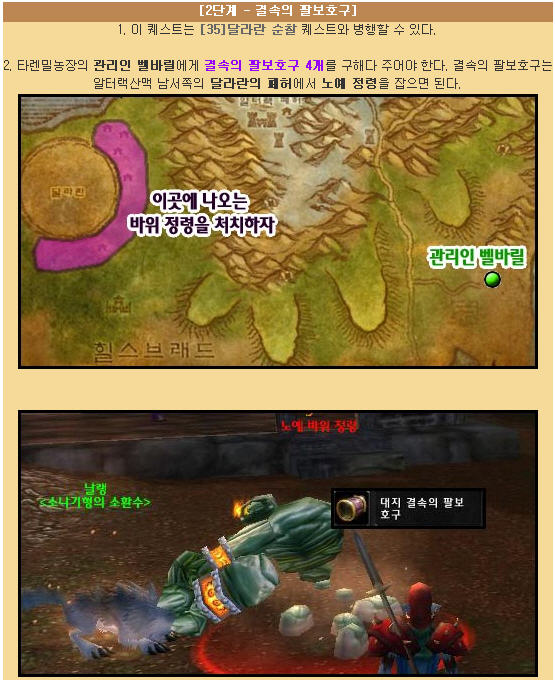 [2단계 - 결속의 팔보호구]
1. 이 퀘스트는 [35]달라란 순찰 퀘스트와 병행할 수 있다.
2. 타렌밀농장의 관리인 벨바릴에게 결속의 팔보호구 4개를 구해다 주어야 한다. 결속의 팔보호구는
알터랙산맥 남서쪽의 달라란의 폐허에서 노예 정령을 잡으면 된다.
알터랙 폐허
달라란
이곳에 나오는
바위 정령을 처치하자
관리인 벨바릴
힐스브래드
노예 바위 정령
날랭
<소나기형의 소환수>
대지 결속의 팔보
호구